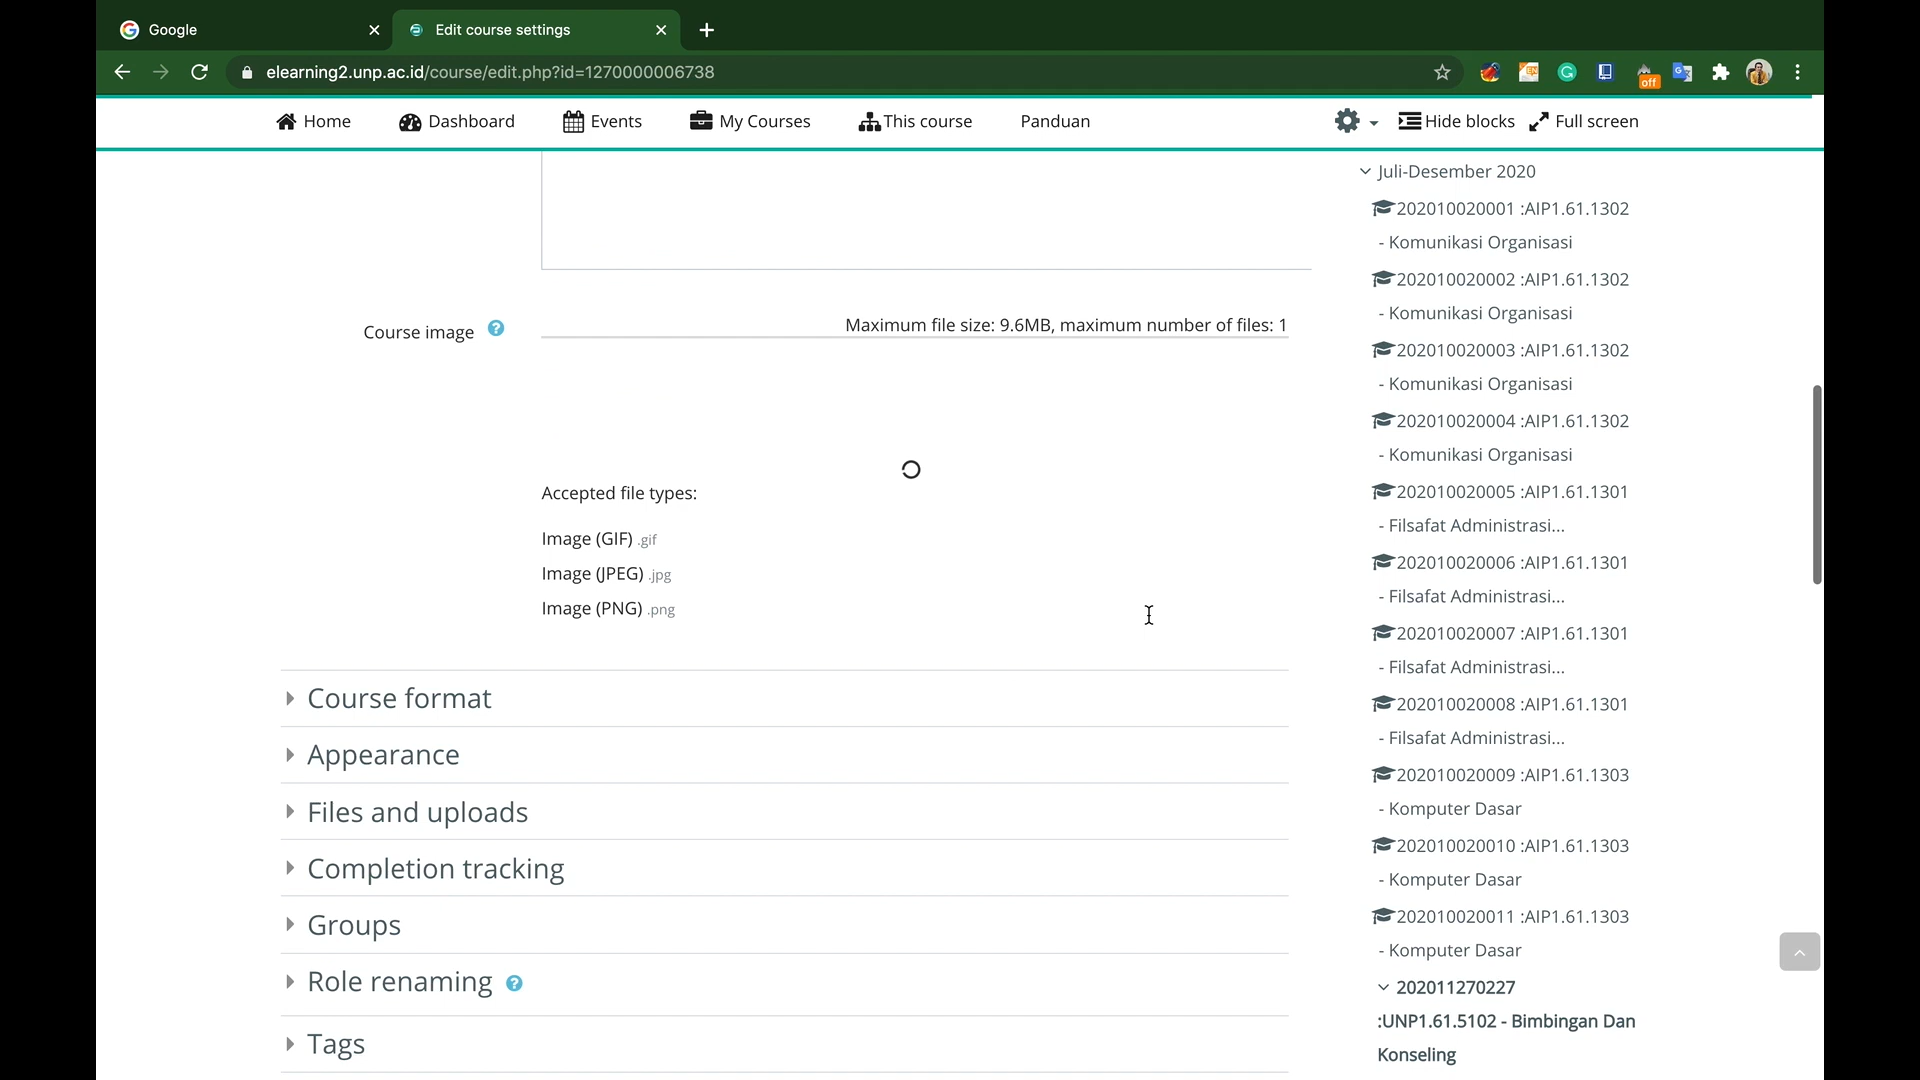 Google
Edit course settings
elearning2.unp.ac.id/course/edit.php?id=1270000006738
off
Home
Dashboard
Events
My Courses
This course
Panduan
Hide blocks
Full screen
Course image
Maximum file size: 9.6MB, maximum number of files: 1
Accepted file types:
Image (GIF) .gif
Image (JPEG) .jpg
Image (PNG) .png
Course format
Appearance
Files and uploads
Completion tracking
Groups
Role renaming
Tags
Juli-Desember 2020
202010020001 :AIP1.61.1302
- Komunikasi Organisasi
202010020002 :AIP1.61.1302
- Komunikasi Organisasi
202010020003 :AIP1.61.1302
- Komunikasi Organisasi
202010020004 :AIP1.61.1302
- Komunikasi Organisasi
202010020005 :AIP1.61.1301
- Filsafat Administrasi...
202010020006 :AIP1.61.1301
- Filsafat Administrasi...
202010020007 :AIP1.61.1301
- Filsafat Administrasi...
202010020008 :AIP1.61.1301
- Filsafat Administrasi...
202010020009 :AIP1.61.1303
- Komputer Dasar
202010020010 :AIP1.61.1303
- Komputer Dasar
202010020011 :AIP1.61.1303
- Komputer Dasar
202011270227
:UNP1.61.5102 - Bimbingan Dan
Konseling